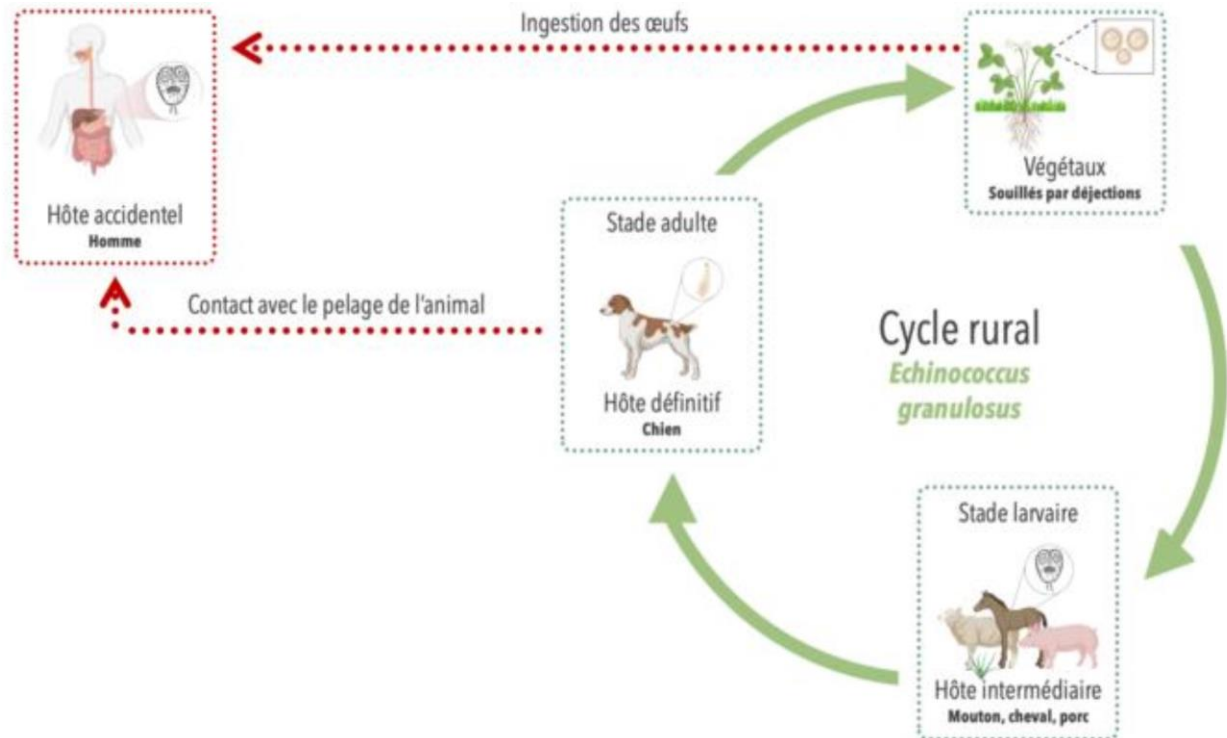 Ingestion des œufs
Hôte accidentel
Homme
Végétaux
Souillés par déjections
Stade adulte
Contact avec le pelage de l'animal
Hôte définitif
Chien
Cycle rural
Echinococcus
granulosus
Stade larvaire
Hôte intermédiaire
Mouton, cheval, porc